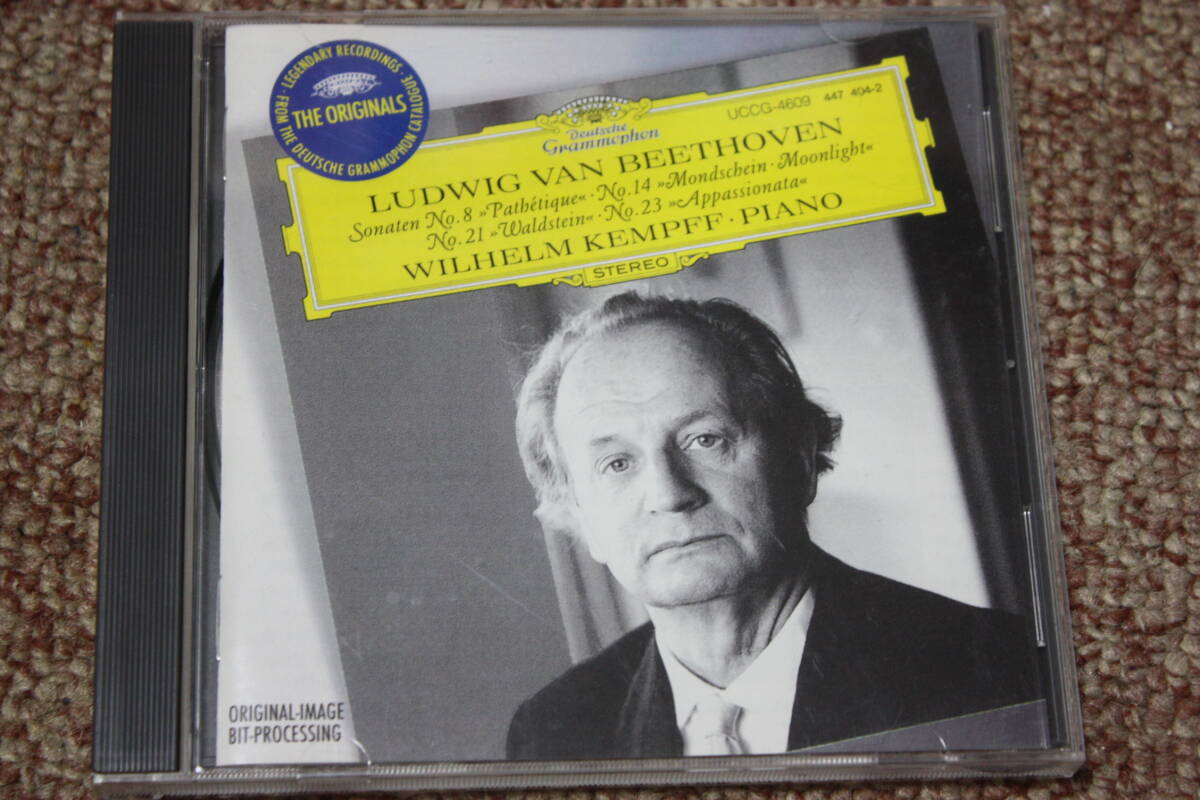 · LEGENDARY RECORDINGS ·
FROM THE DEUTSCHE GRAMMOPHON CATALOGUE
THE ORIGINALS
Deutsche
Grammophon
UCCG-4609 447 404-2
LUDWIG VAN BEETHOVEN
Sonaten No. 8 »Pathétique« · No. 14 »Mondschein · Moonlight«
No. 21 »Waldstein« · No. 23 »Appassionata«
WILHELM KEMPFF · PIANO
STEREO
ORIGINAL-IMAGE
BIT-PROCESSING